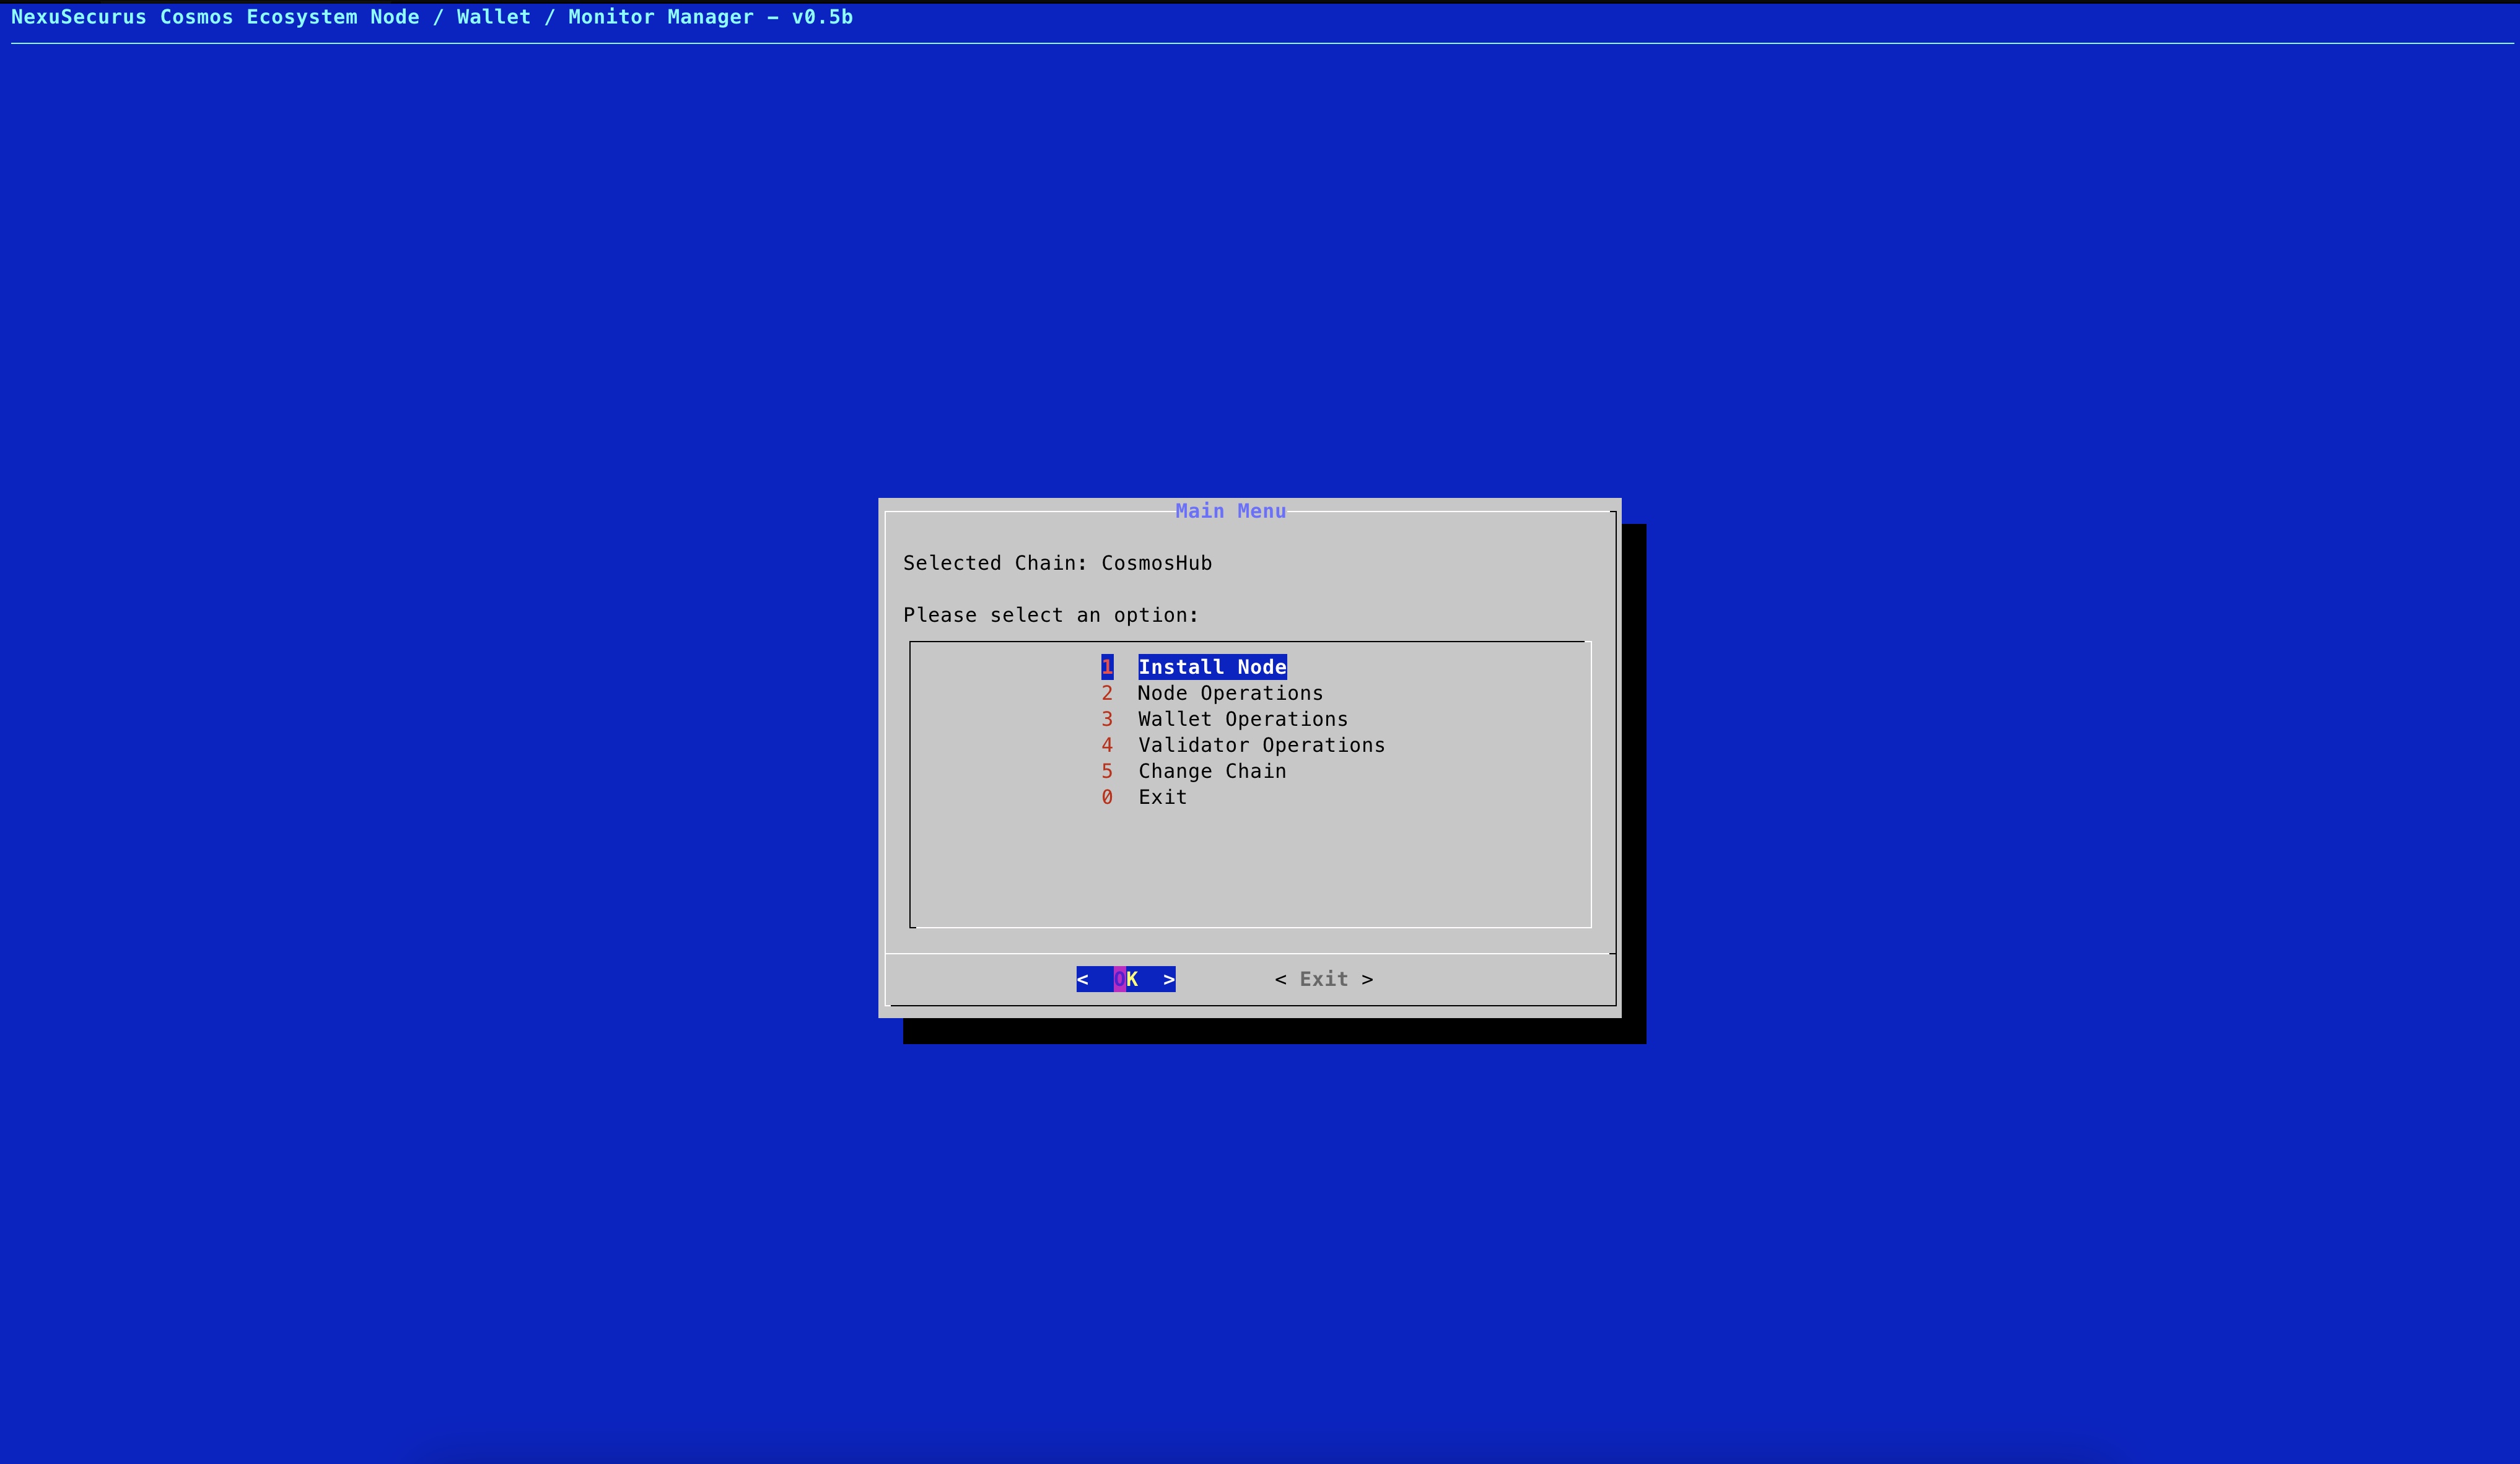 NexuSecurus Cosmos Ecosystem Node / Wallet / Monitor Manager – v0.5b
Main Menu
Selected Chain: CosmosHub
Please select an option:
1 Install Node
2 Node Operations
3 Wallet Operations
4 Validator Operations
5 Change Chain
0 Exit
< OK > < Exit >